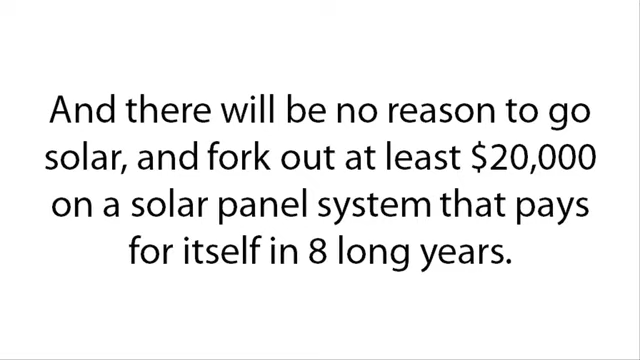 And there will be no reason to go
solar, and fork out at least $20,000
on a solar panel system that pays
for itself in 8 long years.